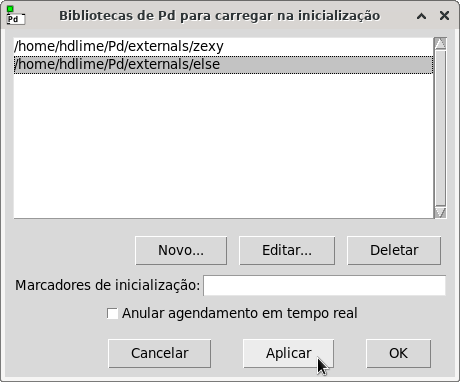 Pd
Bibliotecas de Pd para carregar na inicialização
/home/hdlime/Pd/externals/zexy
/home/hdlime/Pd/externals/else
Novo... Editar... Deletar
Marcadores de inicialização:
Anular agendamento em tempo real
Cancelar Aplicar OK